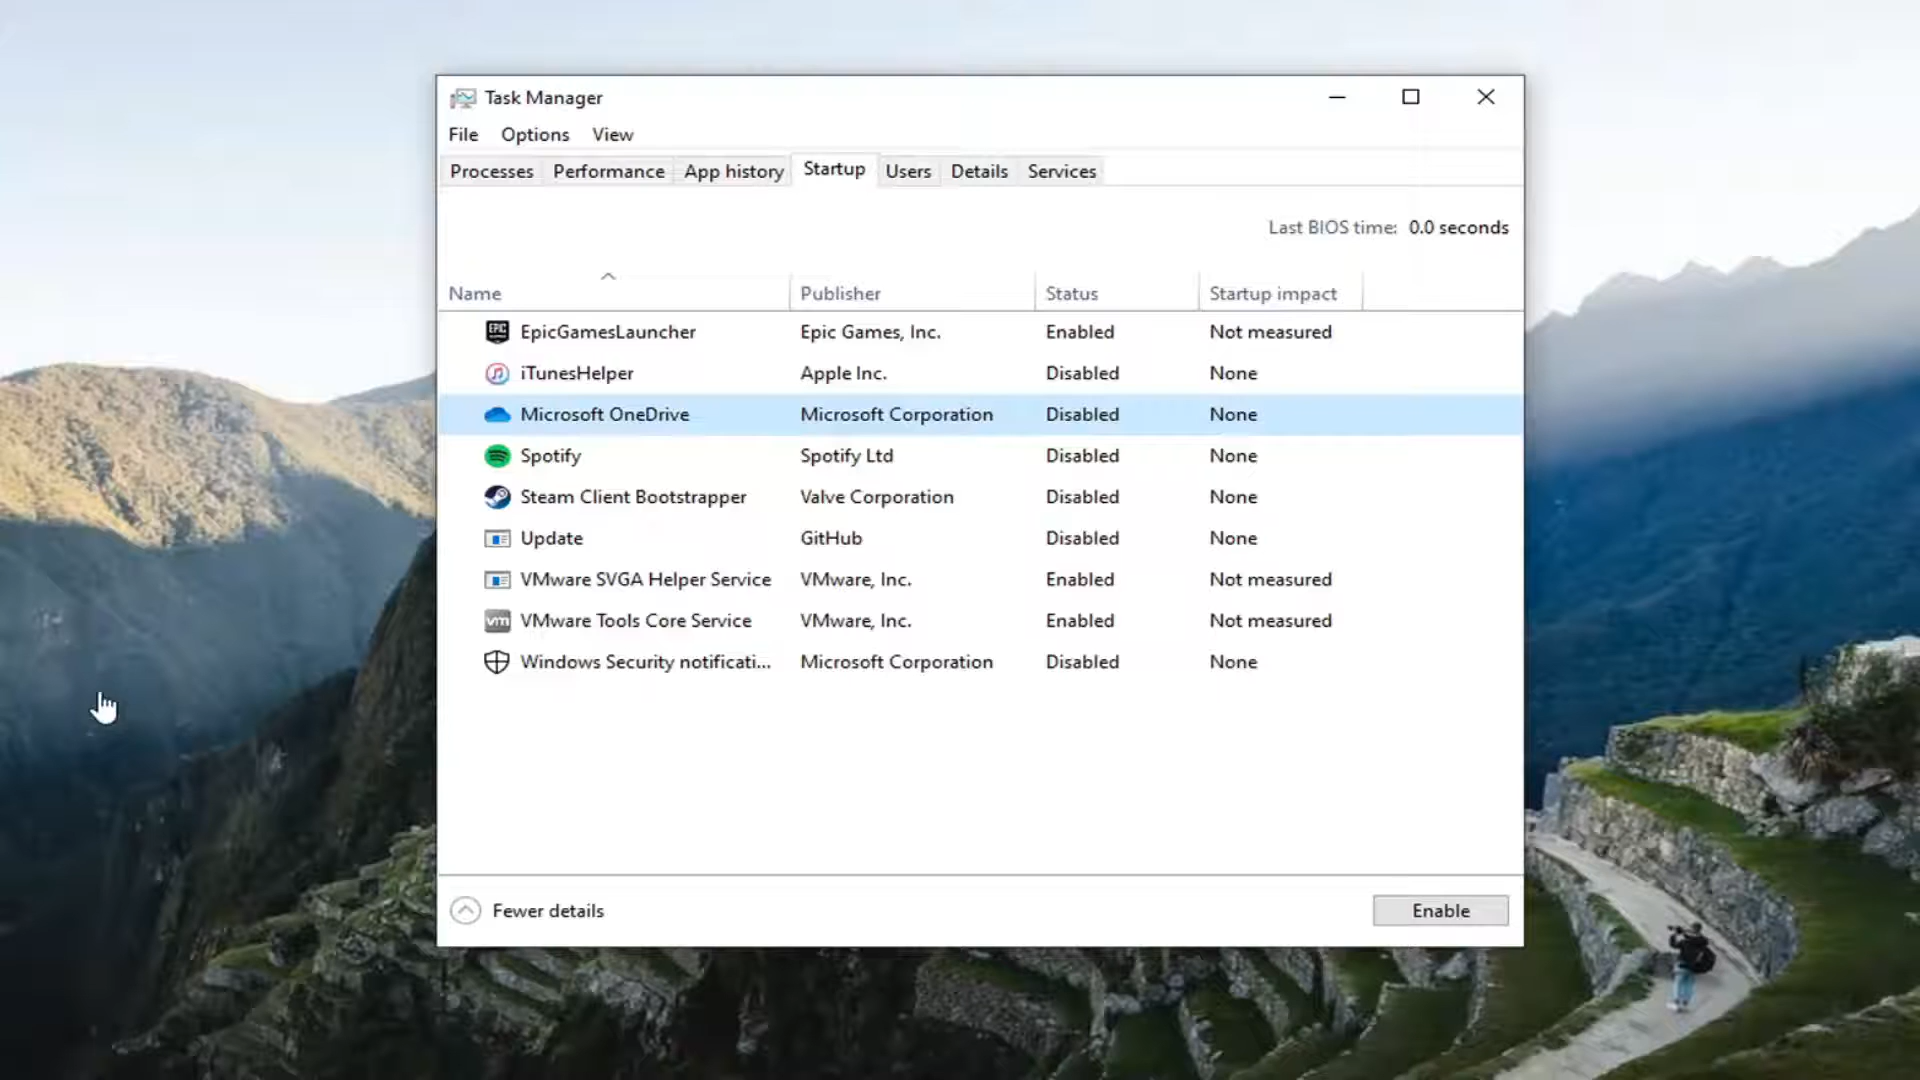 Task Manager
File Options View
Processes Performance App history Startup Users Details Services
Last BIOS time: 0.0 seconds
Name Publisher Status Startup impact
EPIC EpicGamesLauncher Epic Games, Inc. Enabled Not measured
iTunesHelper Apple Inc. Disabled None
Microsoft OneDrive Microsoft Corporation Disabled None
Spotify Spotify Ltd Disabled None
Steam Client Bootstrapper Valve Corporation Disabled None
Update GitHub Disabled None
VMware SVGA Helper Service VMware, Inc. Enabled Not measured
vm VMware Tools Core Service VMware, Inc. Enabled Not measured
Windows Security notificati... Microsoft Corporation Disabled None
Fewer details Enable